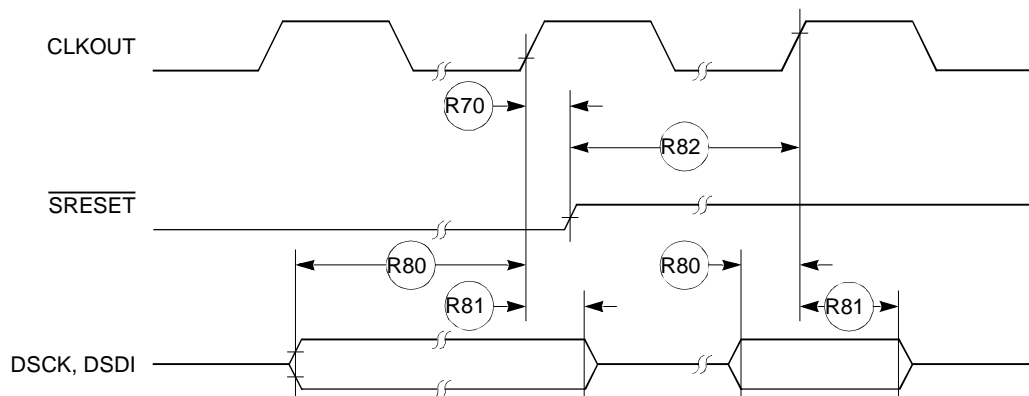 CLKOUT
R70
R82
SRESET
R80
R80
R81
R81
DSCK, DSDI